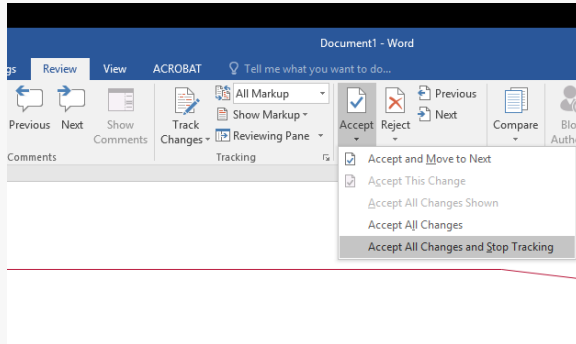 Document1 - Word
gs Review View ACROBAT Tell me what you want to do...
All Markup
Show Markup
Reviewing Pane
Previous
Next
Previous Next Show Comments
Track Changes
Accept Reject
Compare
Blo
Auth
Comments Tracking
Accept and Move to Next
Accept This Change
Accept All Changes Shown
Accept All Changes
Accept All Changes and Stop Tracking